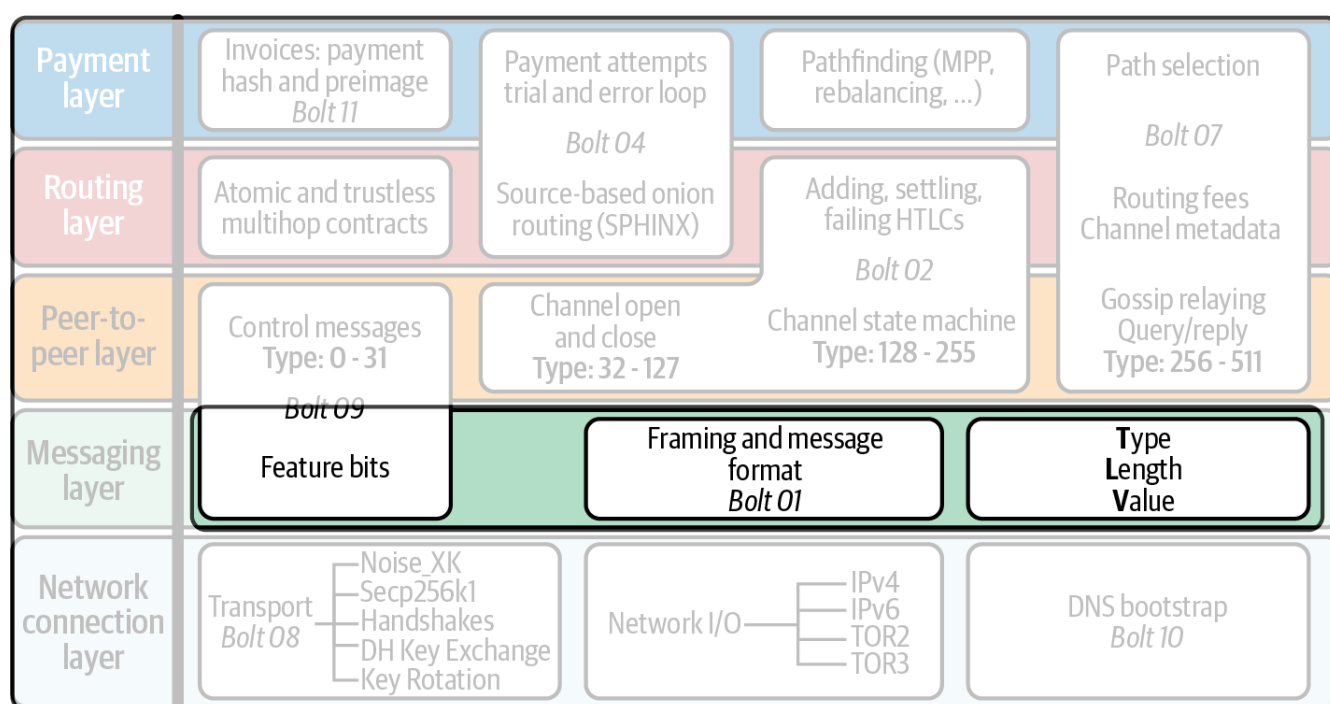 Payment
layer
Invoices: payment
hash and preimage
Bolt 11
Payment attempts
trial and error loop
Bolt 04
Source-based onion
routing (SPHINX)
Pathfinding (MPP,
rebalancing, ...)
Path selection
Bolt 07
Routing fees
Channel metadata
Gossip relaying
Query/reply
Type: 256 - 511
Routing
layer
Atomic and trustless
multihop contracts
Adding, settling,
failing HTLCs
Bolt 02
Channel state machine
Type: 128 - 255
Peer-to-
peer layer
Control messages
Type: 0 - 31
Bolt 09
Feature bits
Channel open
and close
Type: 32 - 127
Messaging
layer
Framing and message
format
Bolt 01
Type
Length
Value
Network
connection
layer
Transport
Bolt 08
Noise_XK
Secp256k1
Handshakes
DH Key Exchange
Key Rotation
Network I/O
IPv4
IPv6
TOR2
TOR3
DNS bootstrap
Bolt 10